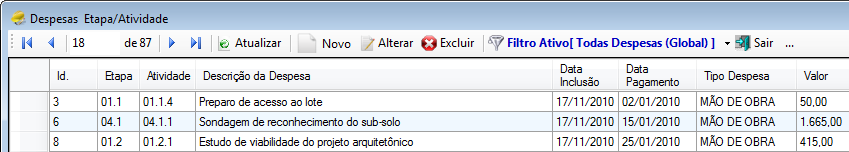 Despesas Etapa/Atividade
18 de 87 Atualizar Novo Alterar Excluir Filtro Ativo[ Todas Despesas (Global) ] Sair ...
Id. Etapa Atividade Descrição da Despesa Data Inclusão Data Pagamento Tipo Despesa Valor
3 01.1 01.1.4 Preparo de acesso ao lote 17/11/2010 02/01/2010 MÃO DE OBRA 50,00
6 04.1 04.1.1 Sondagem de reconhecimento do sub-solo 17/11/2010 15/01/2010 MÃO DE OBRA 1.665,00
8 01.2 01.2.1 Estudo de viabilidade do projeto arquitetônico 17/11/2010 25/01/2010 MÃO DE OBRA 415,00